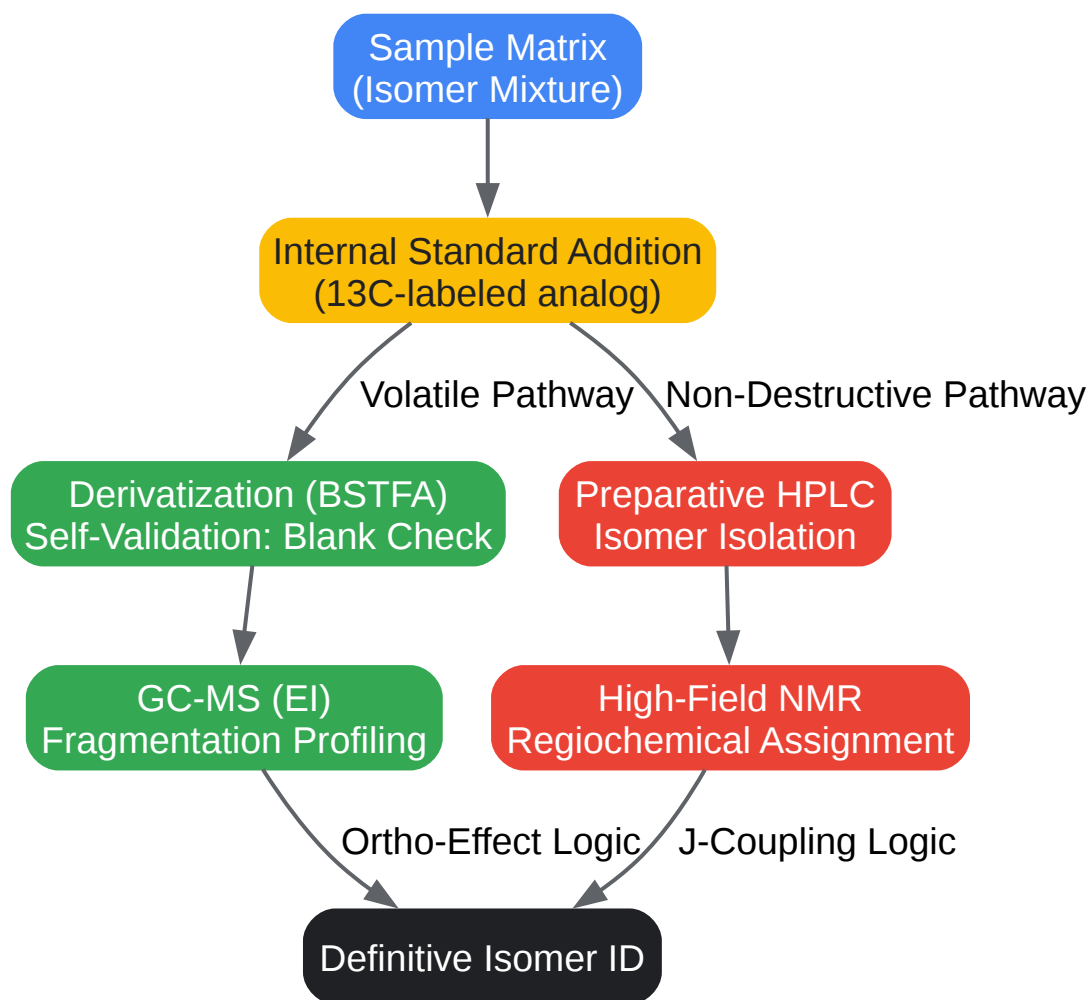 Sample Matrix
(Isomer Mixture)
Internal Standard Addition
(13C-labeled analog)
Volatile Pathway
Non-Destructive Pathway
Derivatization (BSTFA)
Self-Validation: Blank Check
Preparative HPLC
Isomer Isolation
GC-MS (EI)
Fragmentation Profiling
High-Field NMR
Regiochemical Assignment
Ortho-Effect Logic
J-Coupling Logic
Definitive Isomer ID